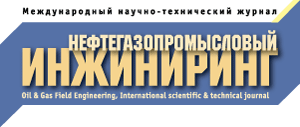 Международный научно-технический журнал
НЕФТЕГАЗОПРОМЫСЛОВЫЙ
ИНЖИНИРИНГ
Oil & Gas Field Engineering, International scientific & technical journal